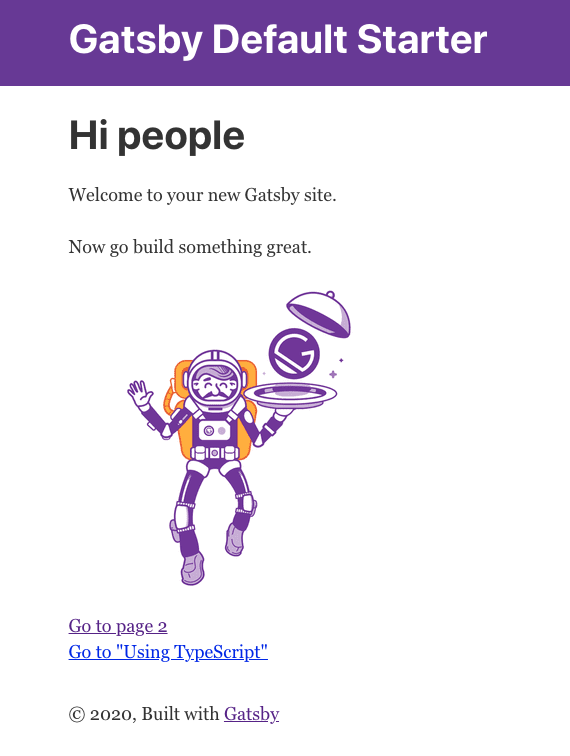 Gatsby Default Starter
Hi people
Welcome to your new Gatsby site.
Now go build something great.
Go to page 2
Go to "Using TypeScript"
© 2020, Built with Gatsby